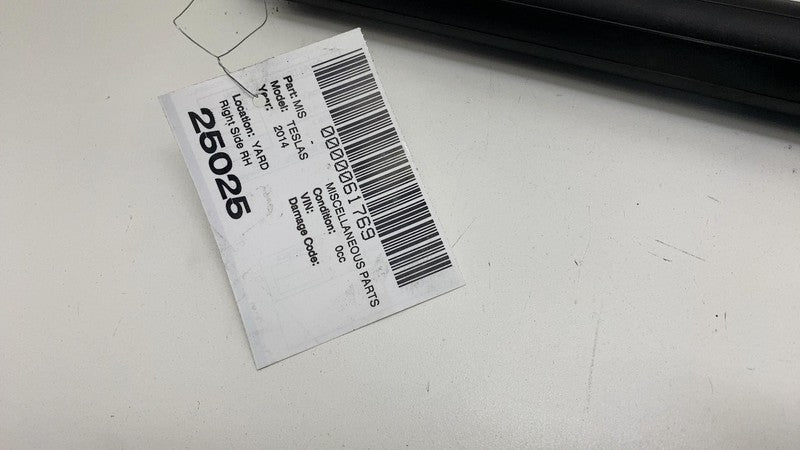 0000061769
Part: MIS MISCELLANEOUS PARTS
Model: TESLAS Condition: 0cc
Year: 2014 VIN:
Damage Code:
Location: YARD
Right Side RH
25025